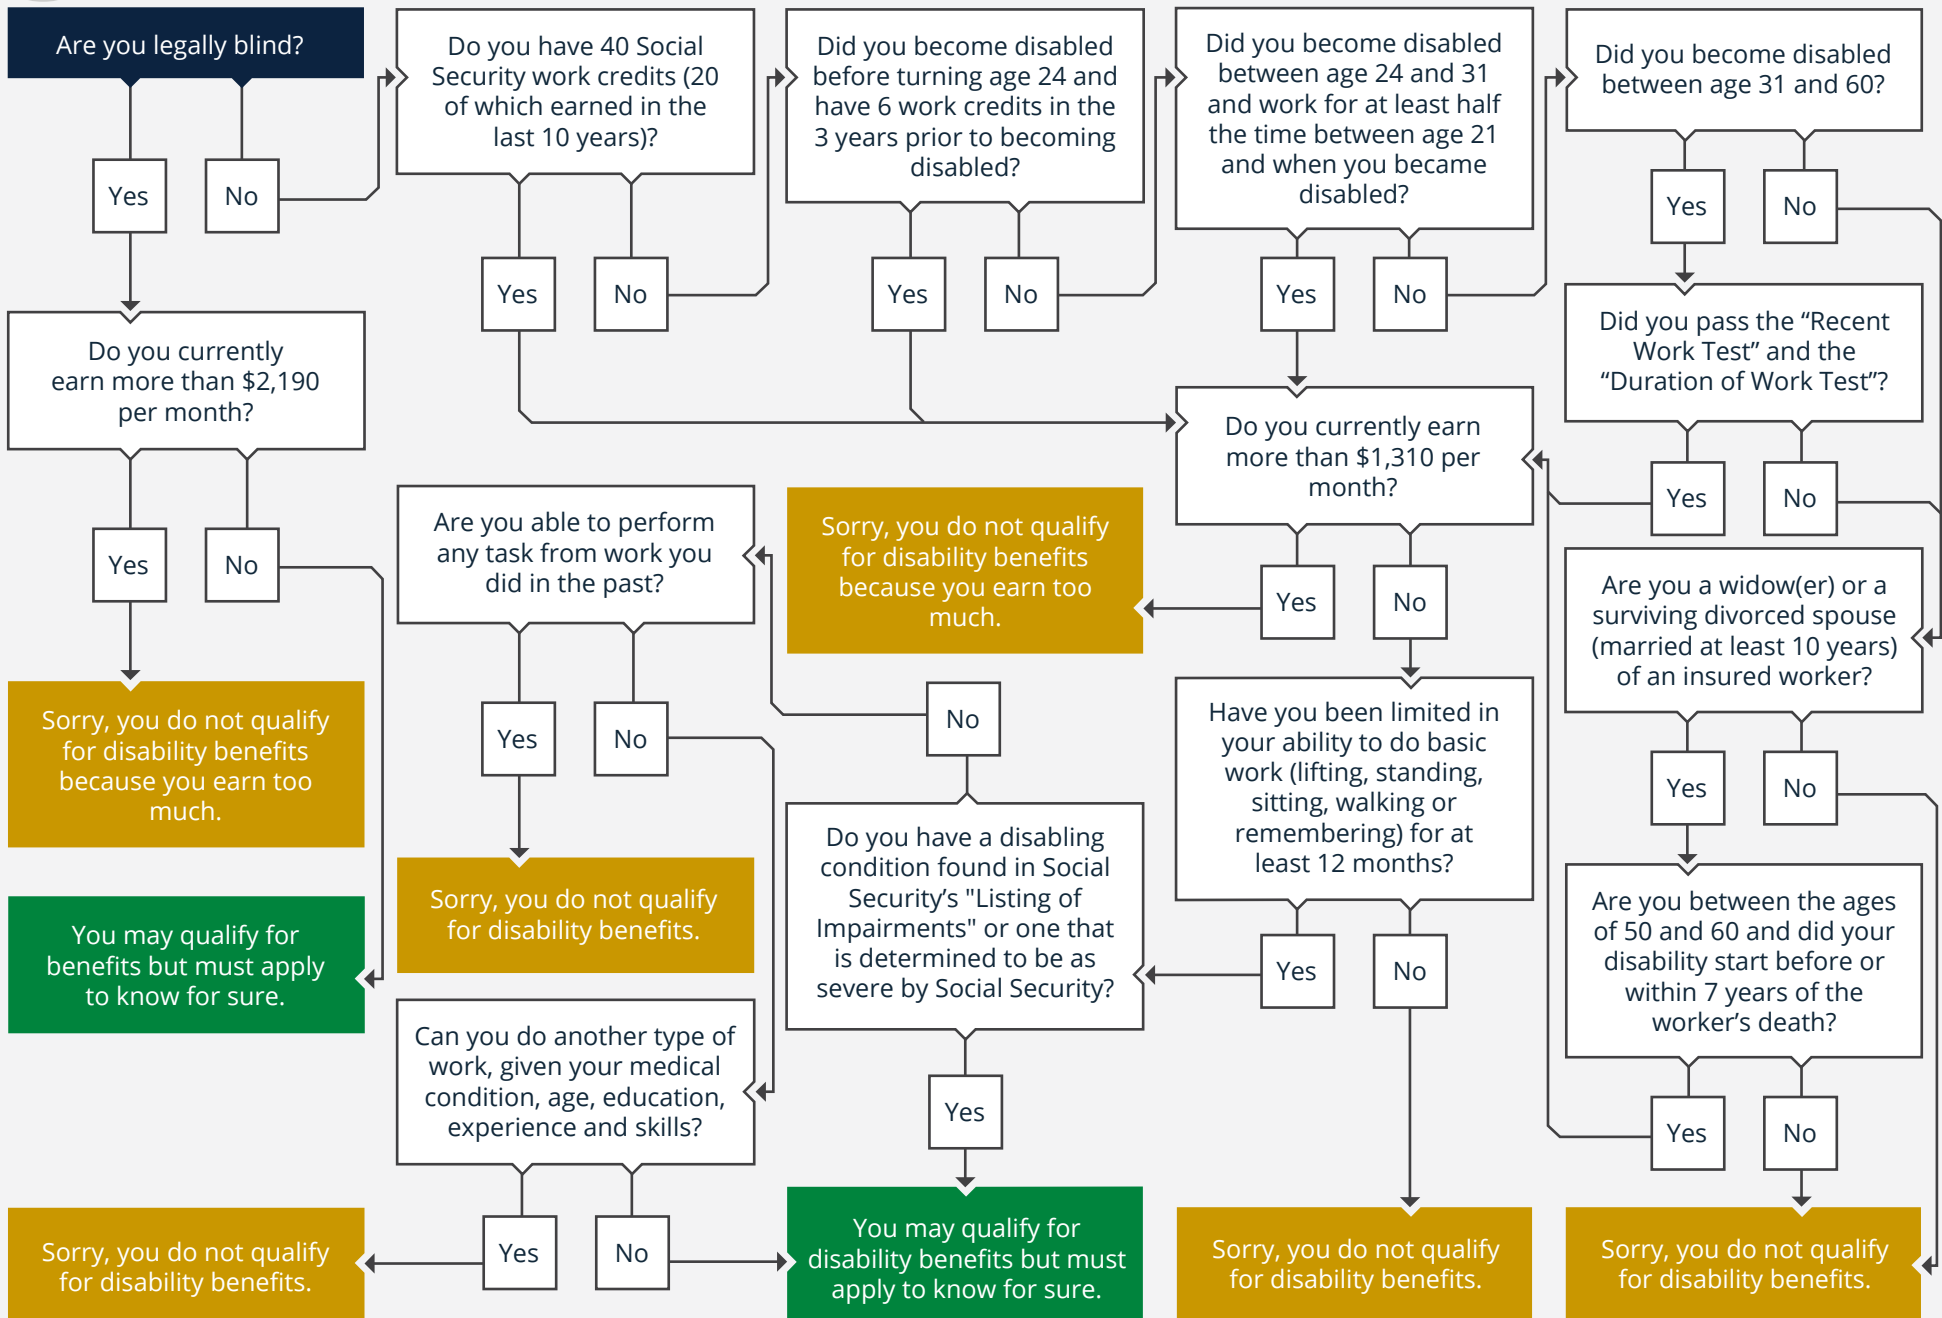 Are you legally blind?
Yes
No
Do you have 40 Social
Security work credits (20
of which earned in the
last 10 years)?
Yes
No
Did you become disabled
before turning age 24 and
have 6 work credits in the
3 years prior to becoming
disabled?
Yes
No
Did you become disabled
between age 24 and 31
and work for at least half
the time between age 21
and when you became
disabled?
Yes
No
Did you become disabled
between age 31 and 60?
Yes
No
Do you currently
earn more than $2,190
per month?
Yes
No
Sorry, you do not qualify
for disability benefits
because you earn too
much.
You may qualify for
benefits but must apply
to know for sure.
Did you pass the “Recent
Work Test” and the
“Duration of Work Test”?
Yes
No
Do you currently earn
more than $1,310 per
month?
Yes
No
Sorry, you do not qualify
for disability benefits
because you earn too
much.
Are you a widow(er) or a
surviving divorced spouse
(married at least 10 years)
of an insured worker?
Yes
No
Are you between the ages
of 50 and 60 and did your
disability start before or
within 7 years of the
worker’s death?
Yes
No
Sorry, you do not qualify
for disability benefits.
Have you been limited in
your ability to do basic
work (lifting, standing,
sitting, walking or
remembering) for at
least 12 months?
Yes
No
Sorry, you do not qualify
for disability benefits.
Do you have a disabling
condition found in Social
Security’s "Listing of
Impairments" or one that
is determined to be as
severe by Social Security?
No
Yes
You may qualify for
disability benefits but must
apply to know for sure.
Are you able to perform
any task from work you
did in the past?
Yes
No
Sorry, you do not qualify
for disability benefits.
Can you do another type of
work, given your medical
condition, age, education,
experience and skills?
Yes
No
Sorry, you do not qualify
for disability benefits.